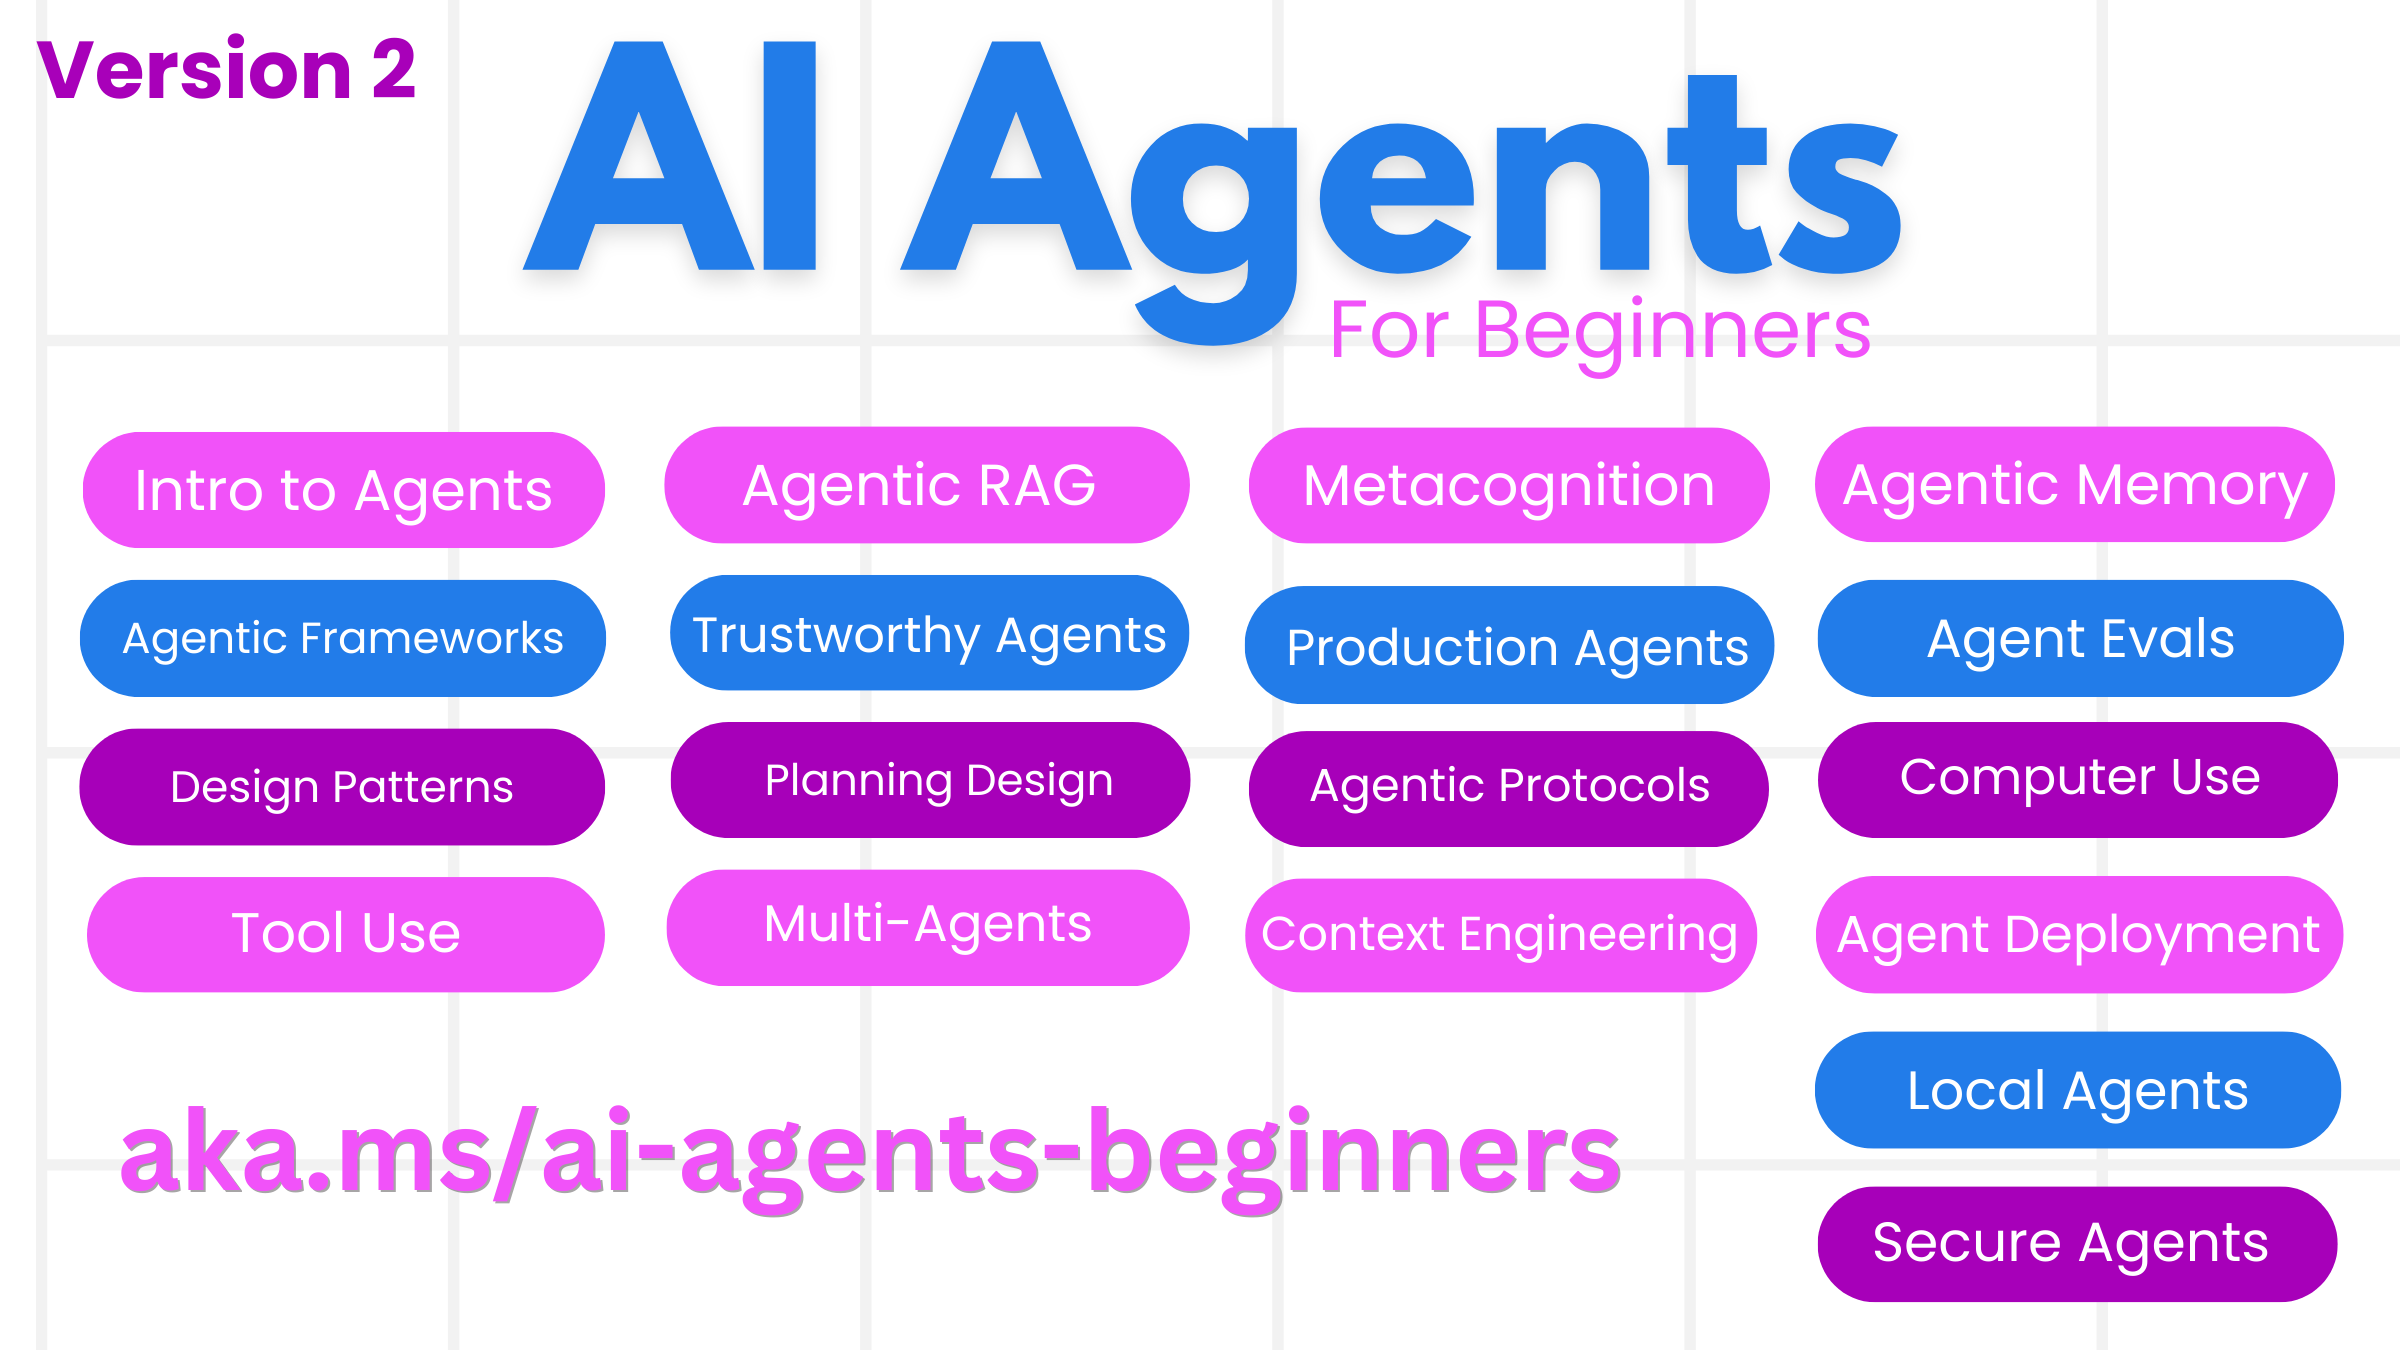 Version 2
AI Agents
For Beginners
Intro to Agents
Agentic Frameworks
Design Patterns
Tool Use
Agentic RAG
Trustworthy Agents
Planning Design
Multi-Agents
Metacognition
Production Agents
Agentic Protocols
Context Engineering
Agentic Memory
Agent Evals
Computer Use
Agent Deployment
Local Agents
Secure Agents
aka.ms/ai-agents-beginners